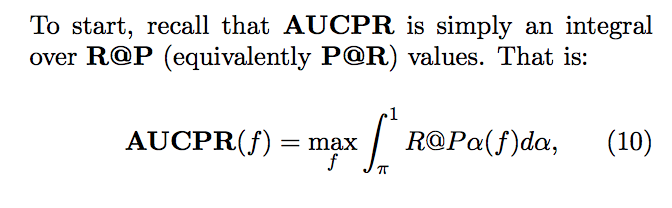 To start, recall that AUCPR is simply an integral
over R@P (equivalently P@R) values. That is:
AUCPR(f) = max_f ∫_π^1 R@Pα(f)dα, (10)